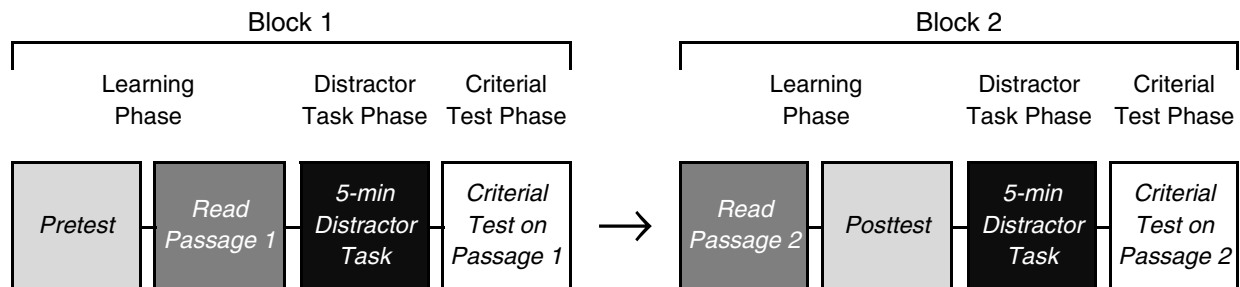 Block 1
Learning
Phase
Distractor
Task Phase
Criterial
Test Phase
Pretest
Read
Passage 1
5-min
Distractor
Task
Criterial
Test on
Passage 1
Block 2
Learning
Phase
Distractor
Task Phase
Criterial
Test Phase
Read
Passage 2
Posttest
5-min
Distractor
Task
Criterial
Test on
Passage 2